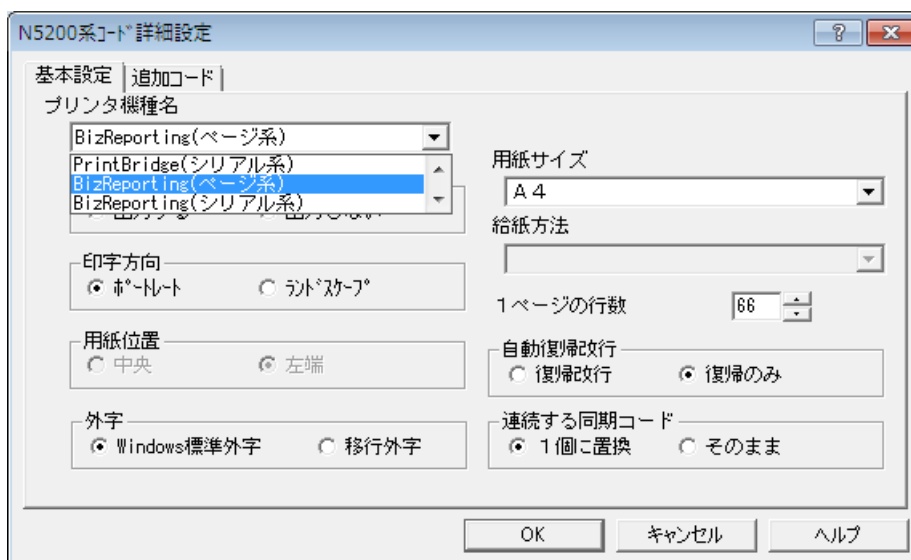 N5200系ｺｰﾄﾞ詳細設定
基本設定
追加コード
プリンタ機種名
BizReporting(ページ系)
PrintBridge(シリアル系)
BizReporting(ページ系)
BizReporting(シリアル系)
印字方向
ﾎﾟｰﾄﾚｰﾄ
ﾗﾝﾄﾞｽｹｰﾌﾟ
用紙位置
中央
左端
外字
Windows標準外字
移行外字
用紙サイズ
Ａ４
給紙方法
１ページの行数
66
自動復帰改行
復帰改行
復帰のみ
連続する同期コード
１個に置換
そのまま
OK
キャンセル
ヘルプ